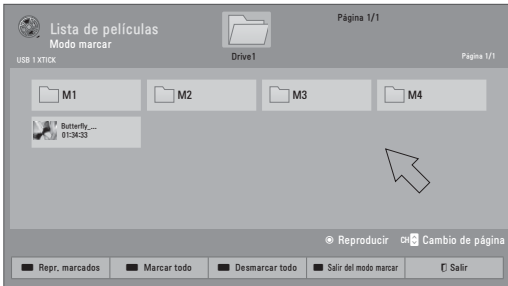 Lista de películas
Modo marcar
USB 1 XTICK
Drive1
Página 1/1
Página 1/1
M1
M2
M3
M4
Butterfly_...
01:34:33
Reproducir CH Cambio de página
Repr, marcados
Marcar todo
Desmarcar todo
Salir del modo marcar
Salir